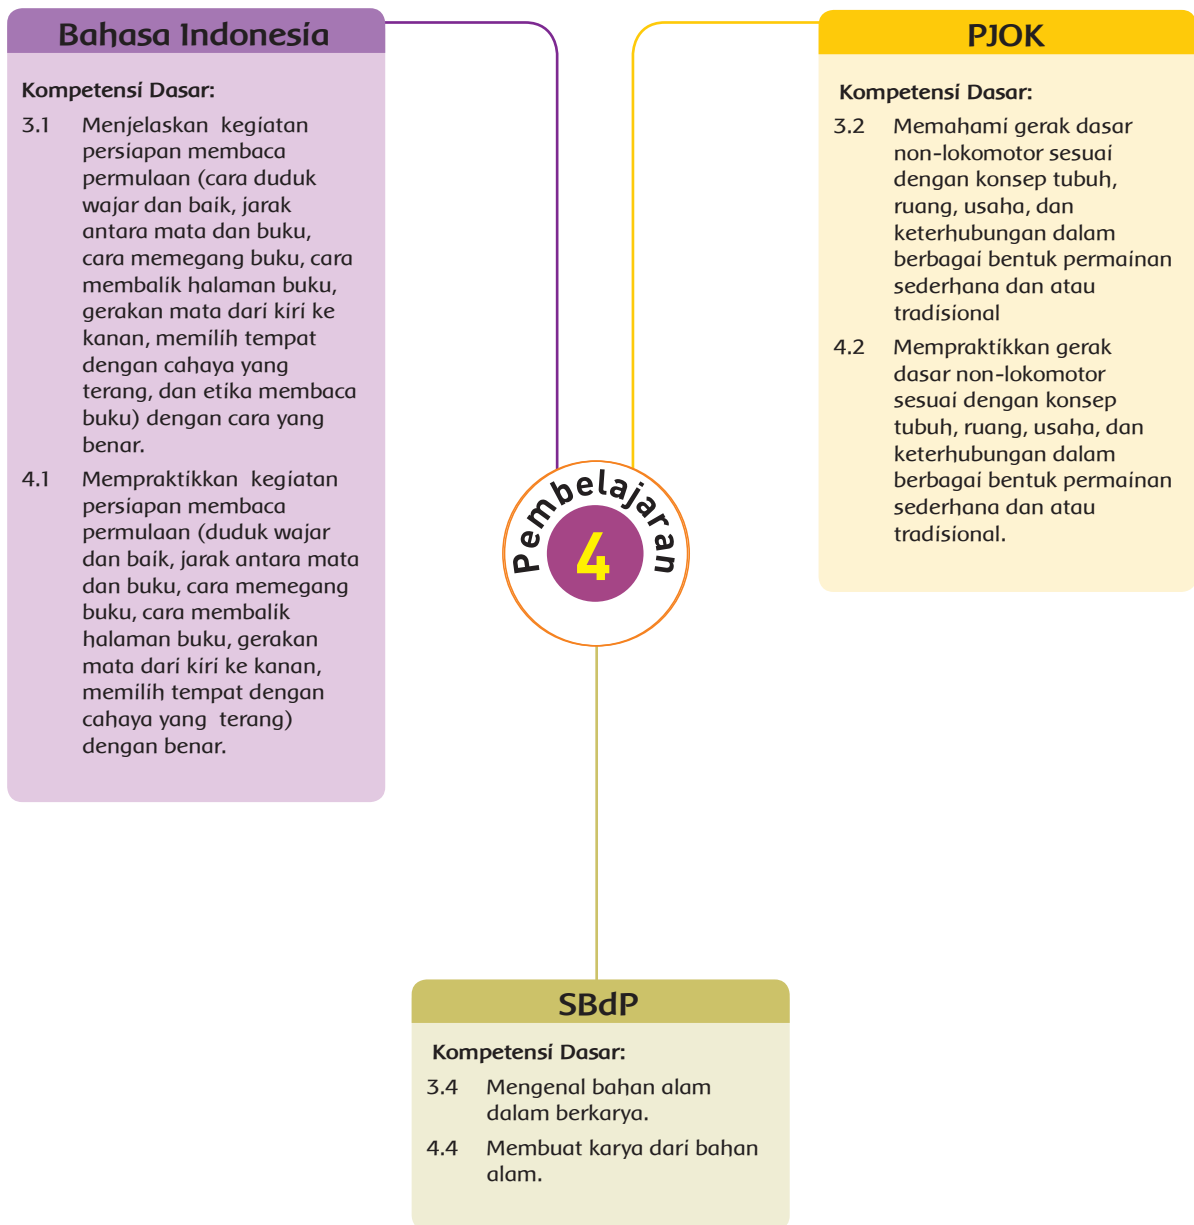 Bahasa Indonesia
Kompetensi Dasar:
3.1 Menjelaskan kegiatan
persiapan membaca
permulaan (cara duduk
wajar dan baik, jarak
antara mata dan buku,
cara memegang buku, cara
membalik halaman buku,
gerakan mata dari kiri ke
kanan, memilih tempat
dengan cahaya yang
terang, dan etika membaca
buku) dengan cara yang
benar.
4.1 Mempraktikkan kegiatan
persiapan membaca
permulaan (duduk wajar
dan baik, jarak antara mata
dan buku, cara memegang
buku, cara membalik
halaman buku, gerakan
mata dari kiri ke kanan,
memilih tempat dengan
cahaya yang terang)
dengan benar.
PJOK
Kompetensi Dasar:
3.2 Memahami gerak dasar
non-lokomotor sesuai
dengan konsep tubuh,
ruang, usaha, dan
keterhubungan dalam
berbagai bentuk permainan
sederhana dan atau
tradisional
4.2 Mempraktikkan gerak
dasar non-lokomotor
sesuai dengan konsep
tubuh, ruang, usaha, dan
keterhubungan dalam
berbagai bentuk permainan
sederhana dan atau
tradisional.
Pembelajaran
4
SBdP
Kompetensi Dasar:
3.4 Mengenal bahan alam
dalam berkarya.
4.4 Membuat karya dari bahan
alam.